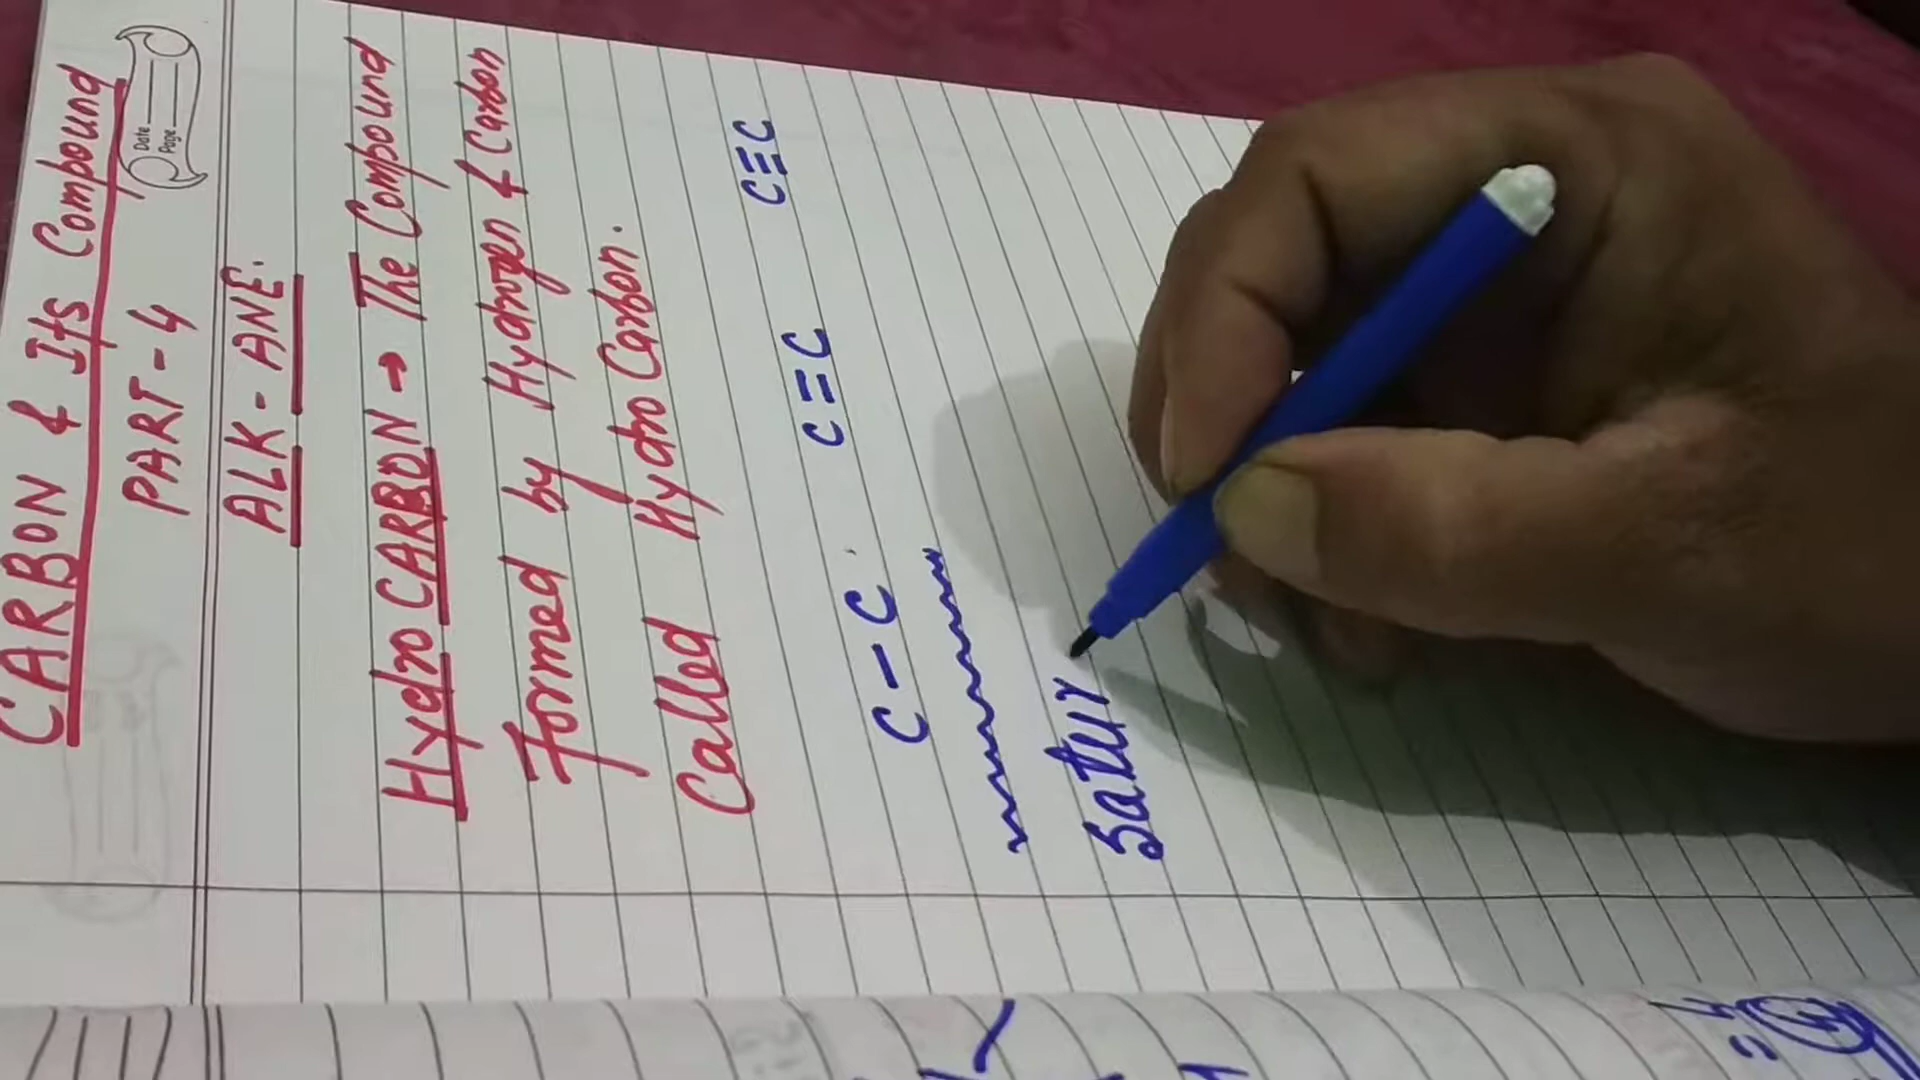 CARBON & Its Compound
Date
Page
PART-4
ALK-ANE.
Hydro CARBON → The Compound
Formed by Hydrogen & Carbon
Called Hydro Carbon.
C-C C=C C≡C
Satur